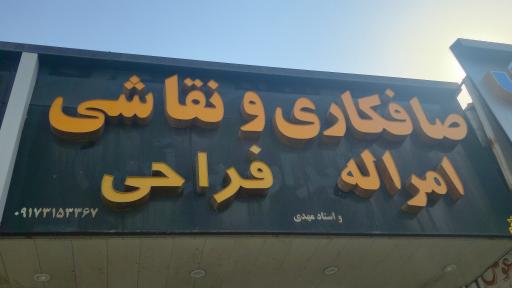 صافکاری و نقاشی
امراله فراحی
و استاد مهدی
۰۹۱۷۳۱۵۳۳۶۷